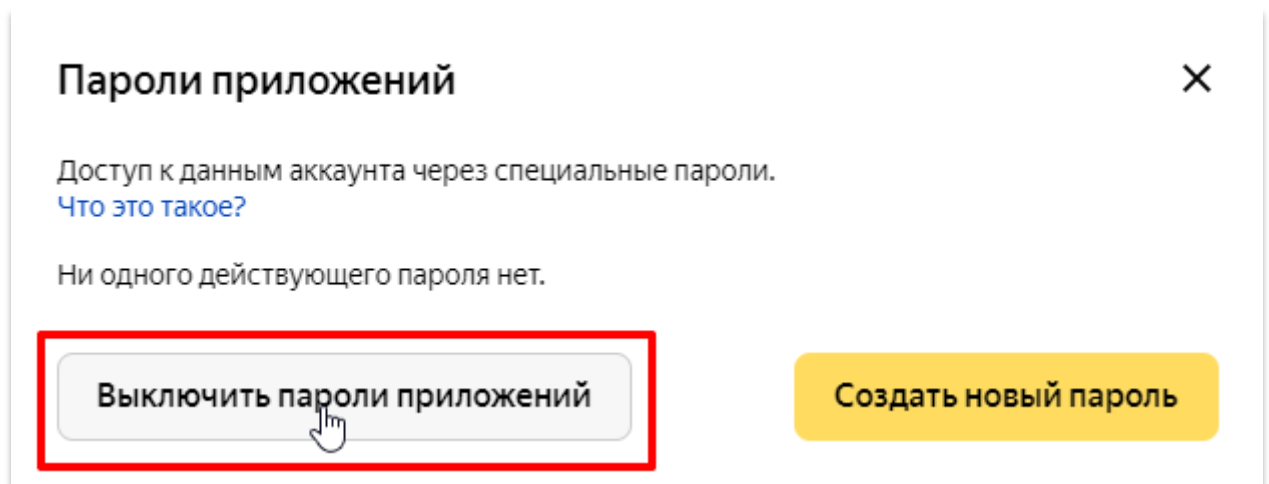 Пароли приложений
Доступ к данным аккаунта через специальные пароли.
Что это такое?
Ни одного действующего пароля нет.
Выключить пароли приложений
Создать новый пароль